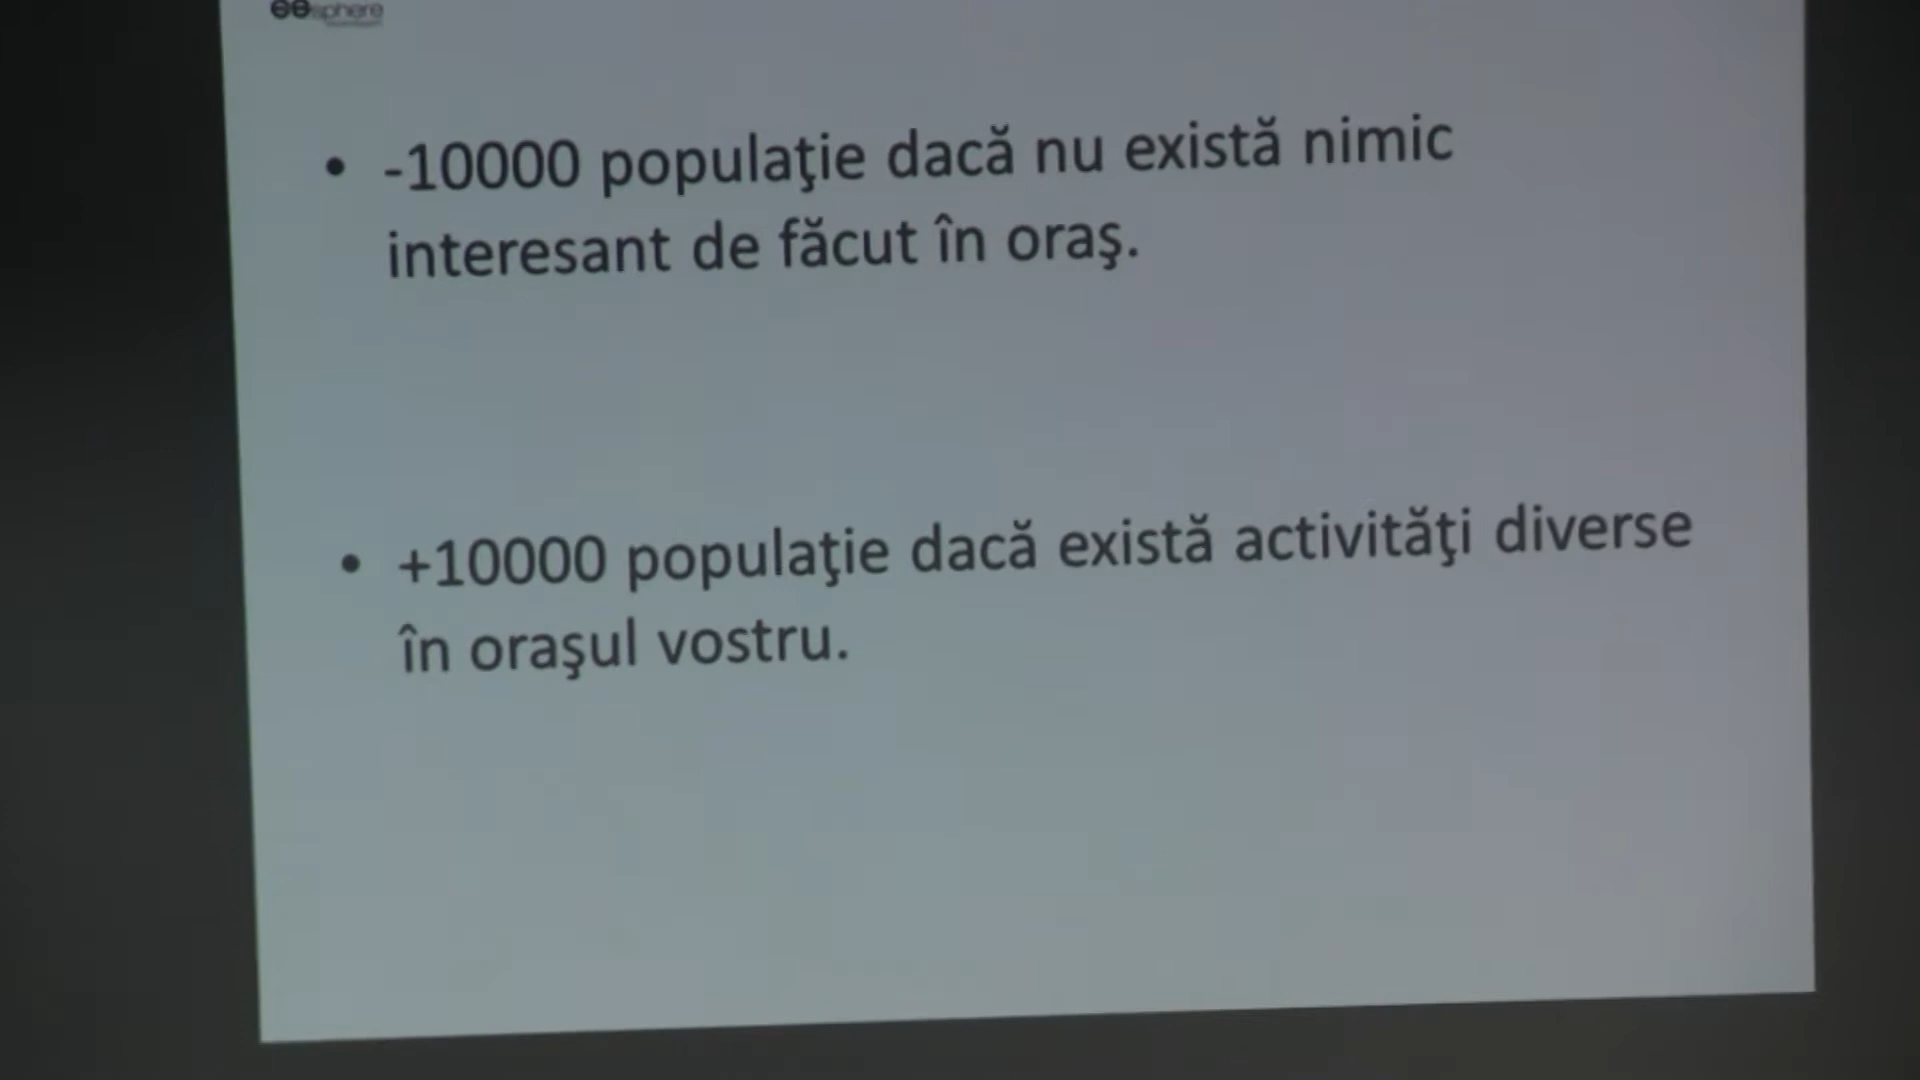 sphere
• -10000 populaţie dacă nu există nimic
interesant de făcut în oraş.
• +10000 populaţie dacă există activităţi diverse
în oraşul vostru.